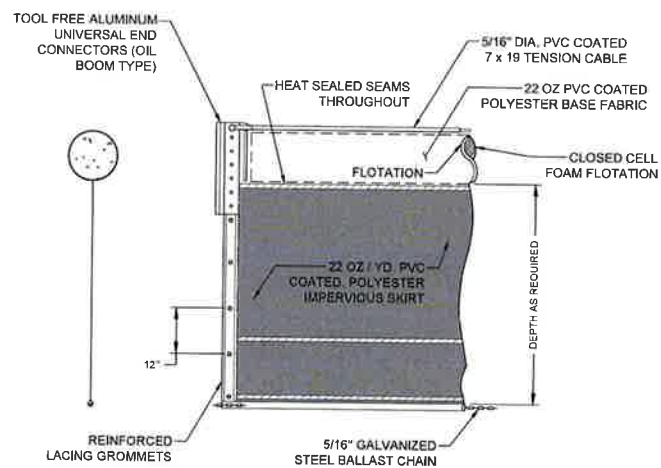 TOOL FREE ALUMINUM
UNIVERSAL END
CONNECTORS (OIL
BOOM TYPE)
5/16" DIA. PVC COATED
7 x 19 TENSION CABLE
HEAT SEALED SEAMS
THROUGHOUT
22 OZ PVC COATED
POLYESTER BASE FABRIC
FLOTATION
CLOSED CELL
FOAM FLOTATION
22 OZ / YD. PVC
COATED, POLYESTER
IMPERVIOUS SKIRT
DEPTH AS REQUIRED
12"
REINFORCED
LACING GROMMETS
5/16" GALVANIZED
STEEL BALLAST CHAIN